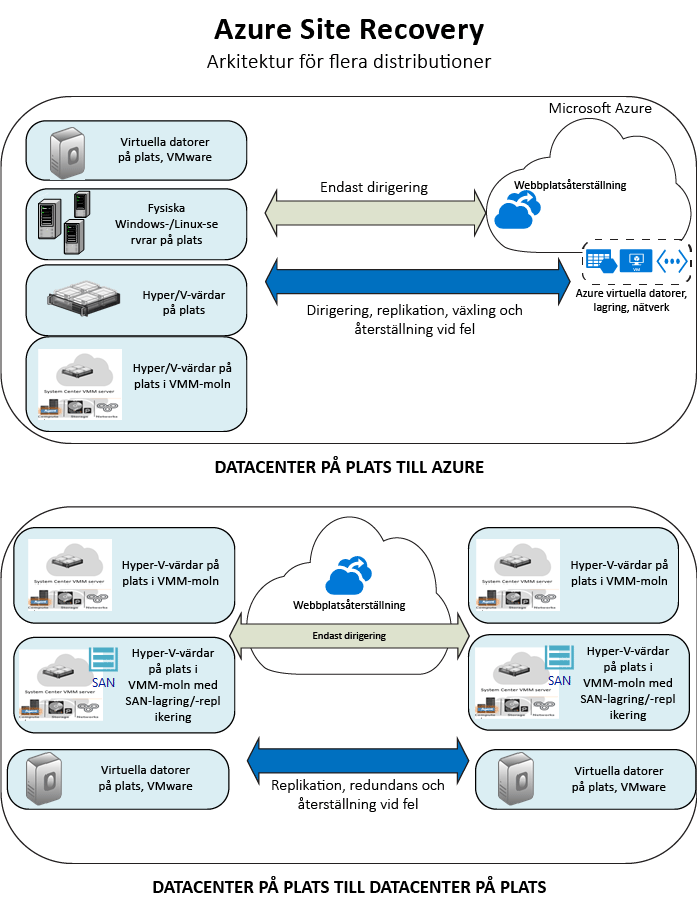 Azure Site Recovery
Arkitektur för flera distributioner
Microsoft Azure
Virtuella datorer
på plats, VMware
Fysiska
Windows-/Linux-se
rvrar på plats
Hyper/V-värdar
på plats
Hyper/V-värdar på
plats i VMM-moln
System Center VMM server
Compute
Storage
Networks
Endast dirigering
Webbplatsåterställning
Dirigering, replikation, växling och
återställning vid fel
VM
Azure virtuella datorer,
lagring, nätverk
DATACENTER PÅ PLATS TILL AZURE
Hyper-V-värdar på
plats i VMM-moln
System Center VMM server
Compute
Storage
Networks
Hyper-V-värdar
på plats i
VMM-moln med
SAN-lagring/-repl
ikering
SAN
System Center VMM server
Compute
Storage
Networks
Virtuella datorer
på plats, VMware
Webbplatsåterställning
Endast dirigering
Replikation, redundans och
återställning vid fel
Hyper-V-värdar på
plats i VMM-moln
System Center VMM server
Compute
Storage
Networks
Hyper-V-värdar
på plats i
VMM-moln med
SAN-lagring/-repl
ikering
SAN
System Center VMM server
Compute
Storage
Networks
Virtuella datorer
på plats, VMware
DATACENTER PÅ PLATS TILL DATACENTER PÅ PLATS